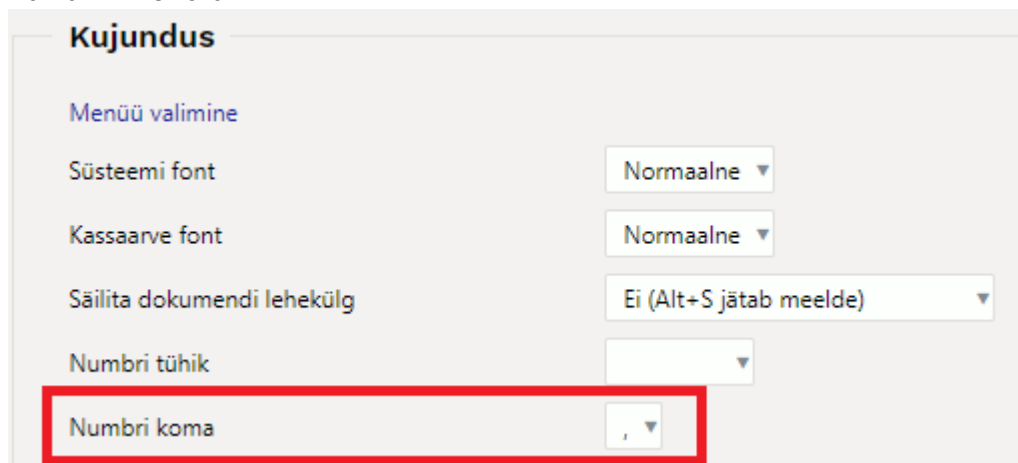 Kujundus
Menüü valimine
Süsteemi font Normaalne
Kassaarve font Normaalne
Säilita dokumendi lehekülg Ei (Alt+S jätab meelde)
Numbri tühik
Numbri koma ,